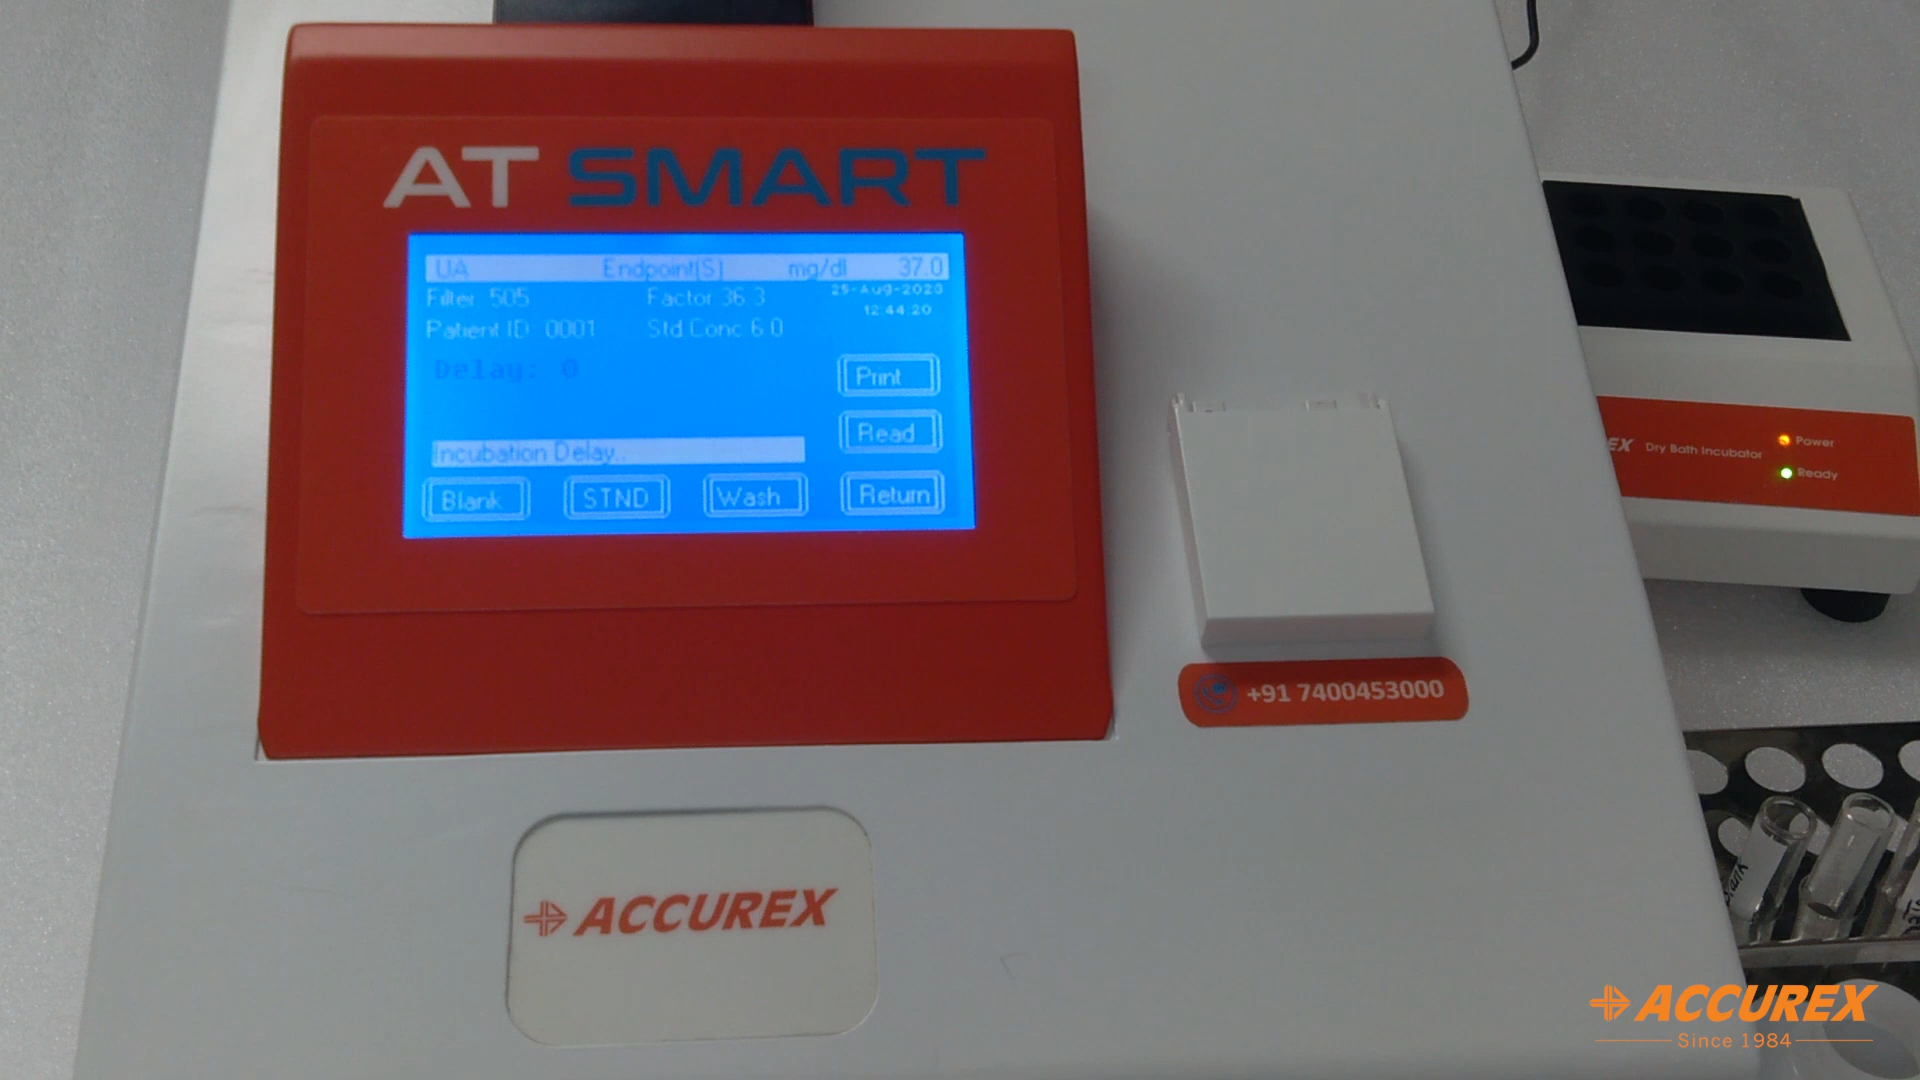 AT SMART
UA Endpoint(S) mg/dl 37.0
Filter 505 Factor 36.3 25-Aug-2023
12:44:20
Patient ID 0001 Std.Conc 6.0
Delay: 0
Print
Read
Incubation Delay..
Blank STND Wash Return
EX Dry Bath Incubator
Power
Ready
+91 7400453000
ACCUREX
ACCUREX
Since 1984